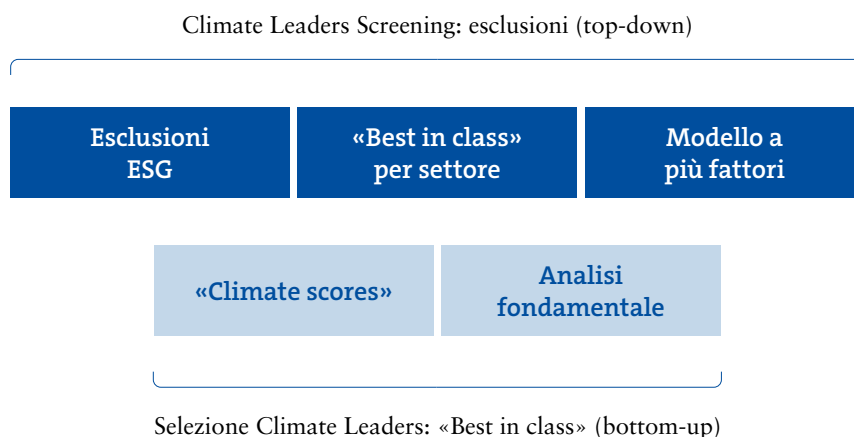 Climate Leaders Screening: esclusioni (top-down)
Esclusioni
ESG
«Best in class»
per settore
Modello a
più fattori
«Climate scores»
Analisi
fondamentale
Selezione Climate Leaders: «Best in class» (bottom-up)